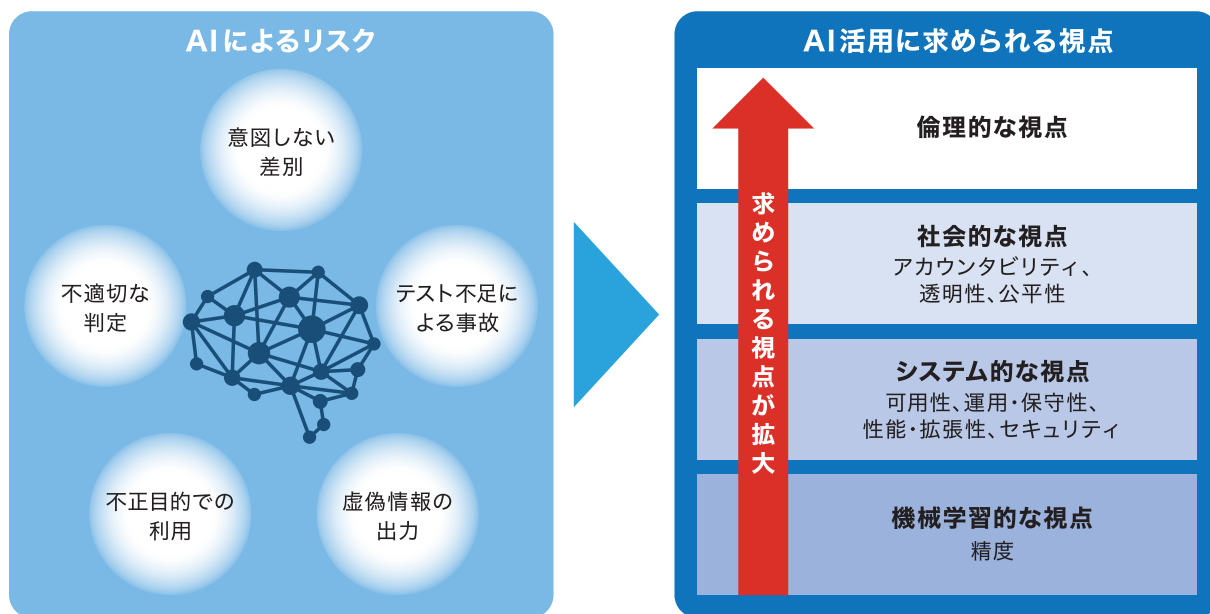 AIによるリスク
意図しない
差別
不適切な
判定
テスト不足に
よる事故
不正目的での
利用
虚偽情報の
出力
AI活用に求められる視点
求められる視点が拡大
倫理的な視点
社会的な視点
アカウンタビリティ、
透明性、公平性
システム的な視点
可用性、運用・保守性、
性能・拡張性、セキュリティ
機械学習的な視点
精度